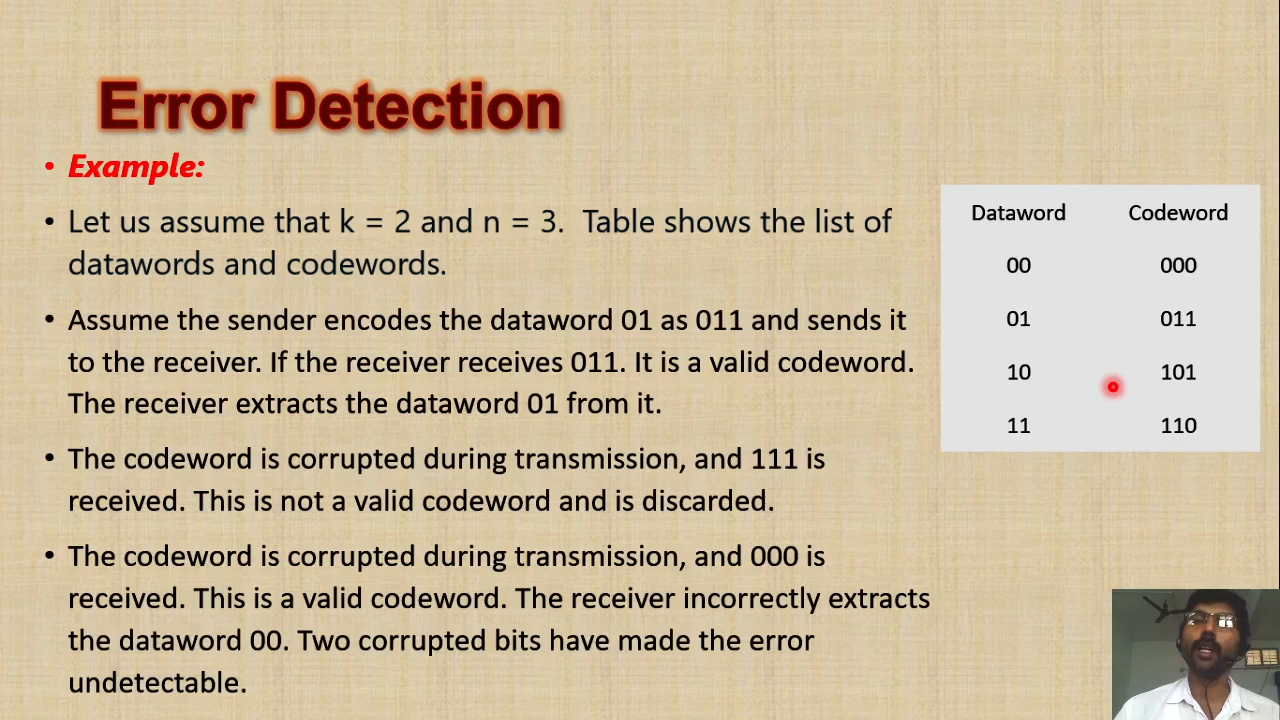 Error Detection
• Example:
• Let us assume that k = 2 and n = 3. Table shows the list of
datawords and codewords.
• Assume the sender encodes the dataword 01 as 011 and sends it
to the receiver. If the receiver receives 011. It is a valid codeword.
The receiver extracts the dataword 01 from it.
• The codeword is corrupted during transmission, and 111 is
received. This is not a valid codeword and is discarded.
• The codeword is corrupted during transmission, and 000 is
received. This is a valid codeword. The receiver incorrectly extracts
the dataword 00. Two corrupted bits have made the error
undetectable.
Dataword Codeword
00 000
01 011
10 101
11 110